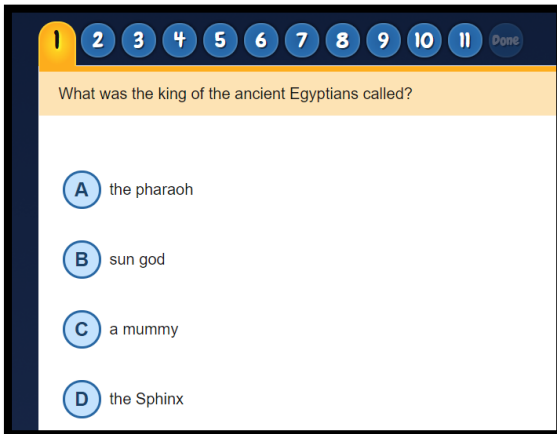 1 2 3 4 5 6 7 8 9 10 11 Done
What was the king of the ancient Egyptians called?
A the pharaoh
B sun god
C a mummy
D the Sphinx